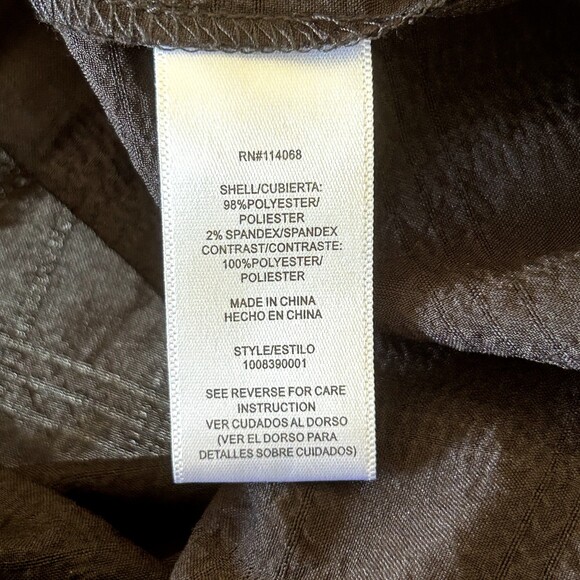 RN#114068
SHELL/CUBIERTA:
98%POLYESTER/
POLIESTER
2% SPANDEX/SPANDEX
CONTRAST/CONTRASTE:
100%POLYESTER/
POLIESTER
MADE IN CHINA
HECHO EN CHINA
STYLE/ESTILO
1008390001
SEE REVERSE FOR CARE
INSTRUCTION
VER CUDADOS AL DORSO
(VER EL DORSO PARA
DETALLES SOBRE CUIDADOS)